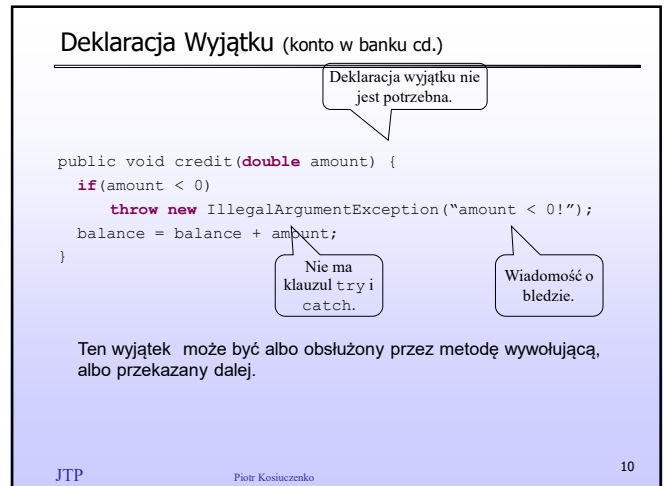 Deklaracja Wyjątku (konto w banku cd.)
Deklaracja wyjątku nie
jest potrzebna.
public void credit(double amount) {
if(amount < 0)
throw new IllegalArgumentException(“amount < 0!”);
balance = balance + amount;
}
Nie ma
klauzul try i
catch.
Wiadomość o
bledzie.
Ten wyjątek może być albo obsłużony przez metodę wywołującą,
albo przekazany dalej.
JTP
Piotr Kosiuczenko
10